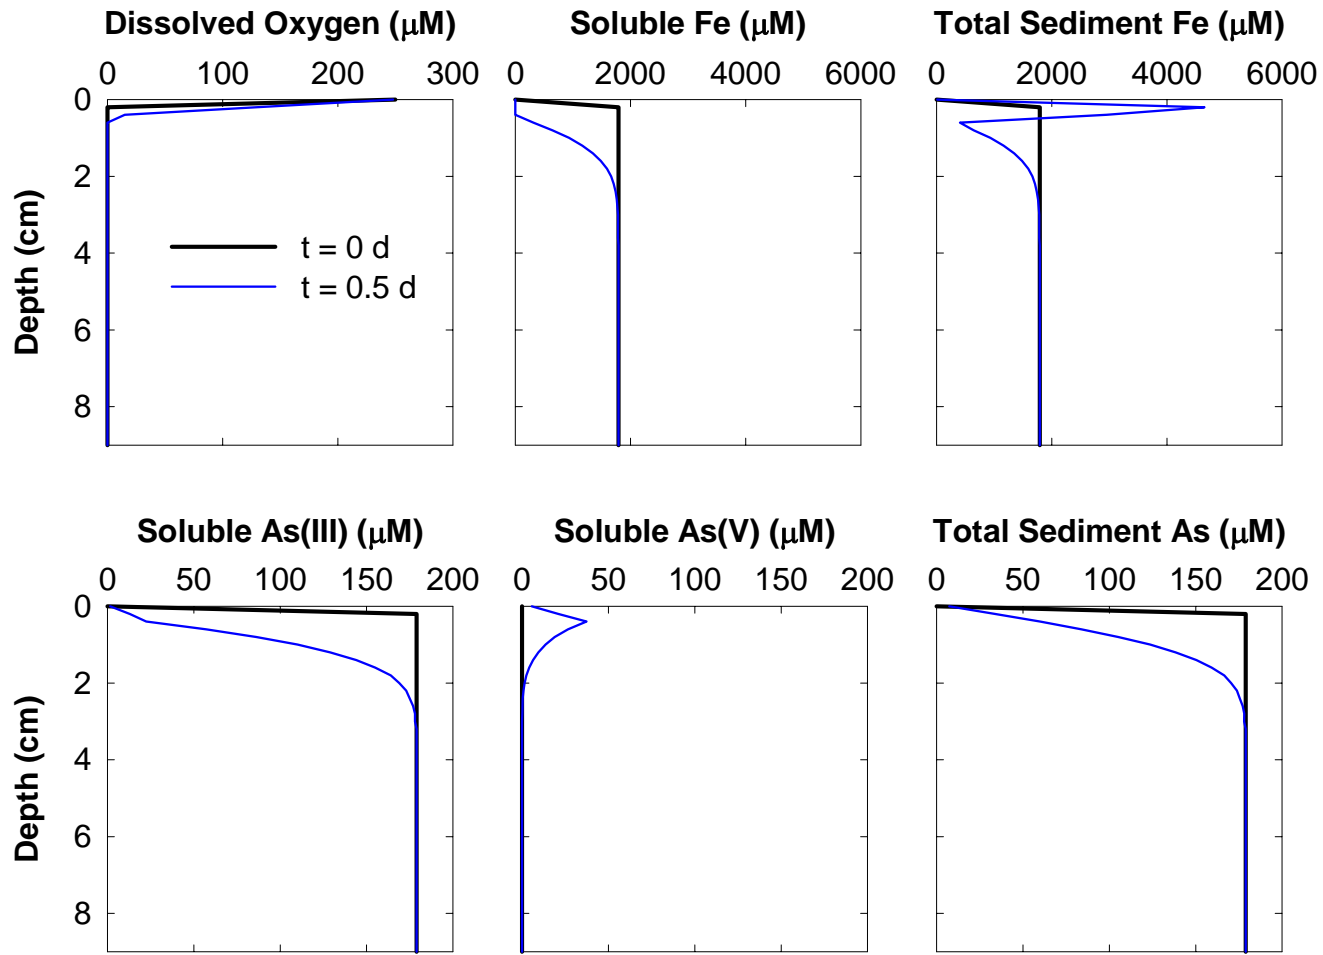 Dissolved Oxygen (μM) Soluble Fe (μM) Total Sediment Fe (μM)
0 100 200 300 0 2000 4000 6000 0 2000 4000 6000
0
2
4
6
8
Depth (cm)
t = 0 d
t = 0.5 d
Soluble As(III) (μM) Soluble As(V) (μM) Total Sediment As (μM)
0 50 100 150 200 0 50 100 150 200 0 50 100 150 200
0
2
4
6
8
Depth (cm)